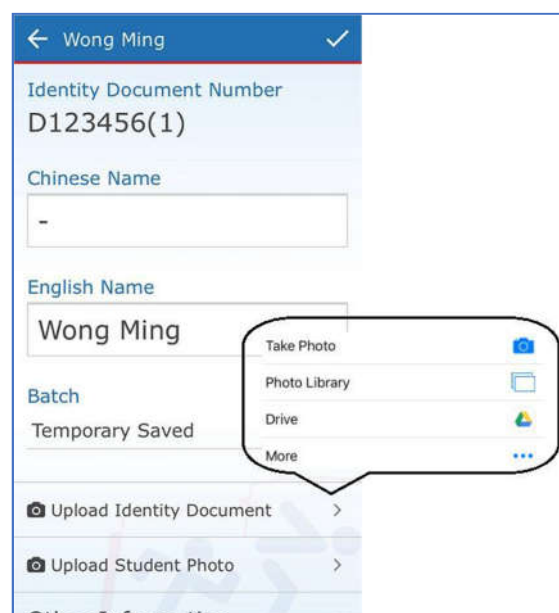 Wong Ming
Identity Document Number
D123456(1)
Chinese Name
-
English Name
Wong Ming
Batch
Temporary Saved
Take Photo
Photo Library
Drive
More
Upload Identity Document
Upload Student Photo